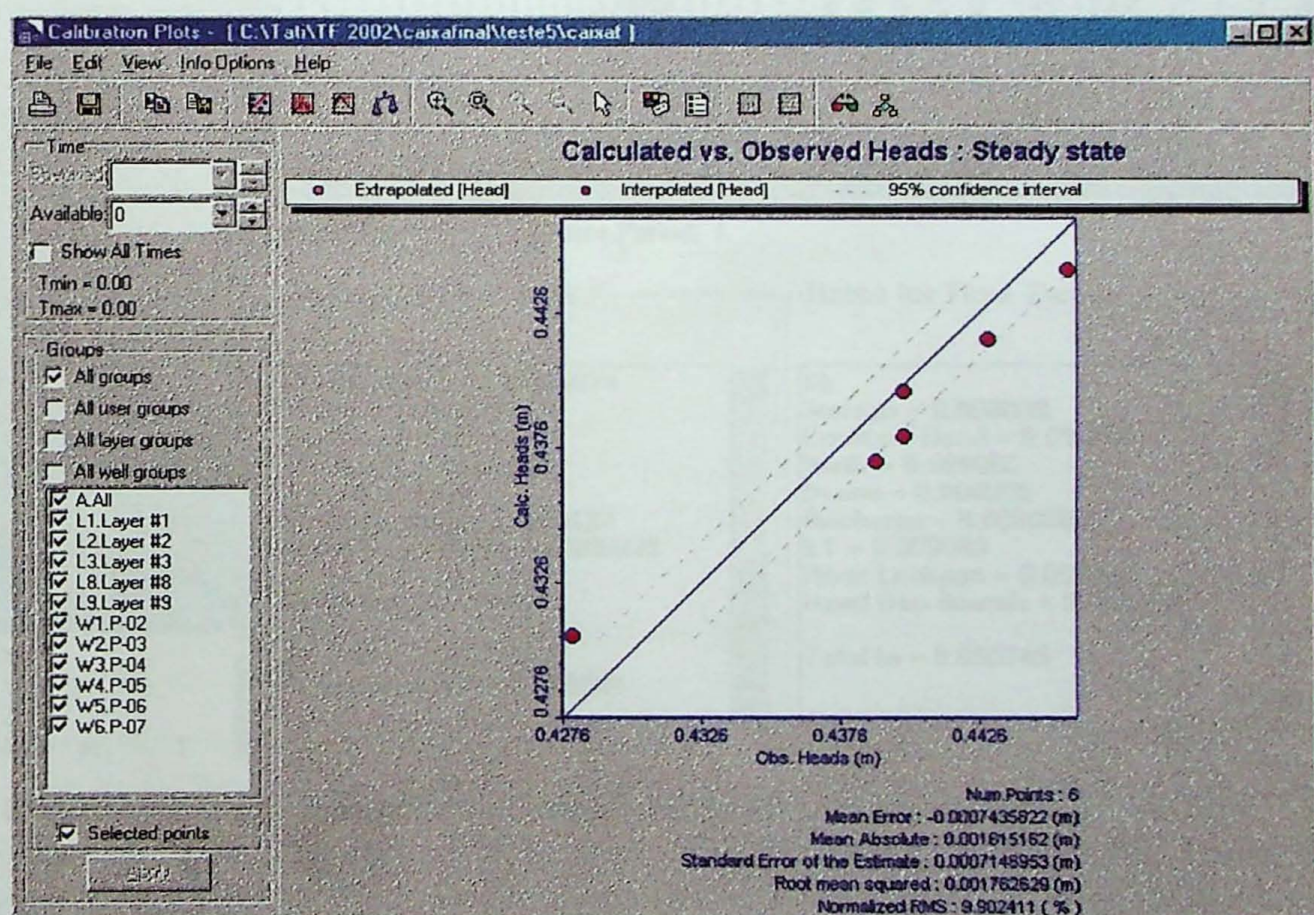 Calibration Plots - [ C:\Tati\TF 2002\caixafinal\teste5\caixaf ]
File Edit View Info Options Help
Time
Available: 0
Show All Times
Tmin = 0.00
Tmax = 0.00
Groups
All groups
All user groups
All layer groups
All well groups
A.All
L1.Layer #1
L2.Layer #2
L3.Layer #3
L8.Layer #8
L9.Layer #9
W1.P-02
W2.P-03
W3.P-04
W4.P-05
W5.P-06
W6.P-07
Selected points
Apply
Calculated vs. Observed Heads : Steady state
Extrapolated [Head] Interpolated [Head] 95% confidence interval
Calc. Heads (m)
0.4426
0.4376
0.4326
0.4276
0.4276 0.4326 0.4376 0.4426
Obs. Heads (m)
Num.Points : 6
Mean Error : -0.0007435822 (m)
Mean Absolute : 0.001615162 (m)
Standard Error of the Estimate : 0.0007148953 (m)
Root mean squared : 0.001762629 (m)
Normalized RMS : 9.902411 ( % )